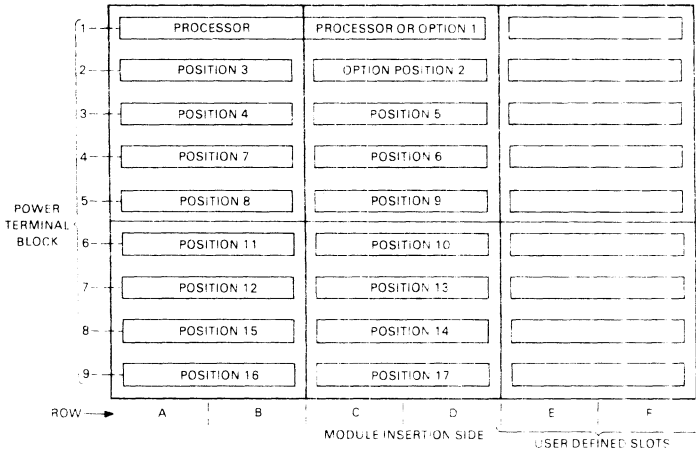 1 PROCESSOR PROCESSOR OR OPTION 1
2 POSITION 3 OPTION POSITION 2
3 POSITION 4 POSITION 5
4 POSITION 7 POSITION 6
5 POSITION 8 POSITION 9
POWER
TERMINAL
BLOCK
6 POSITION 11 POSITION 10
7 POSITION 12 POSITION 13
8 POSITION 15 POSITION 14
9 POSITION 16 POSITION 17
ROW A B C D E F
MODULE INSERTION SIDE
USER DEFINED SLOTS